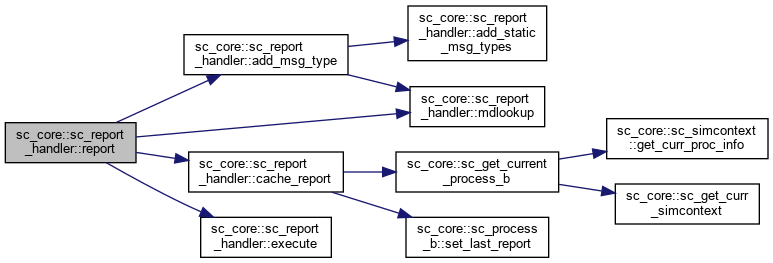 sc_core::sc_report
_handler::report
sc_core::sc_report
_handler::add_msg_type
sc_core::sc_report
_handler::add_static
_msg_types
sc_core::sc_report
_handler::mdlookup
sc_core::sc_report
_handler::cache_report
sc_core::sc_get_current
_process_b
sc_core::sc_simcontext
::get_curr_proc_info
sc_core::sc_get_curr
_simcontext
sc_core::sc_process
_b::set_last_report
sc_core::sc_report
_handler::execute